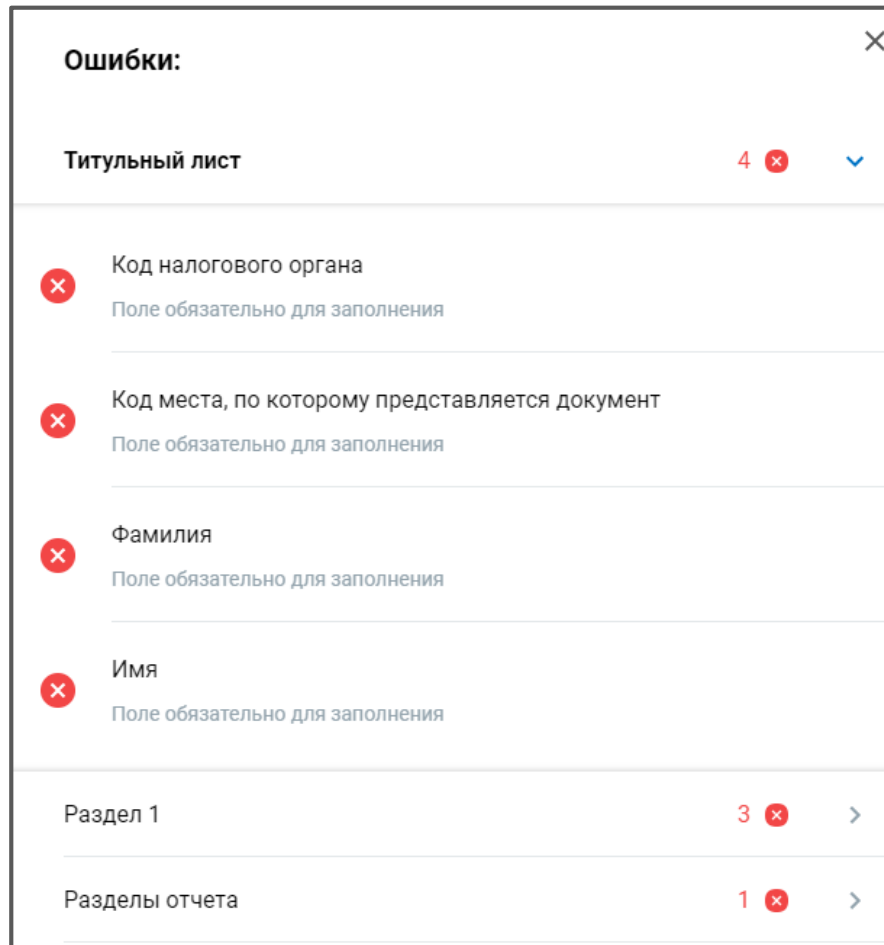 Ошибки:
Титульный лист 4
Код налогового органа
Поле обязательно для заполнения
Код места, по которому представляется документ
Поле обязательно для заполнения
Фамилия
Поле обязательно для заполнения
Имя
Поле обязательно для заполнения
Раздел 1 3
Разделы отчета 1